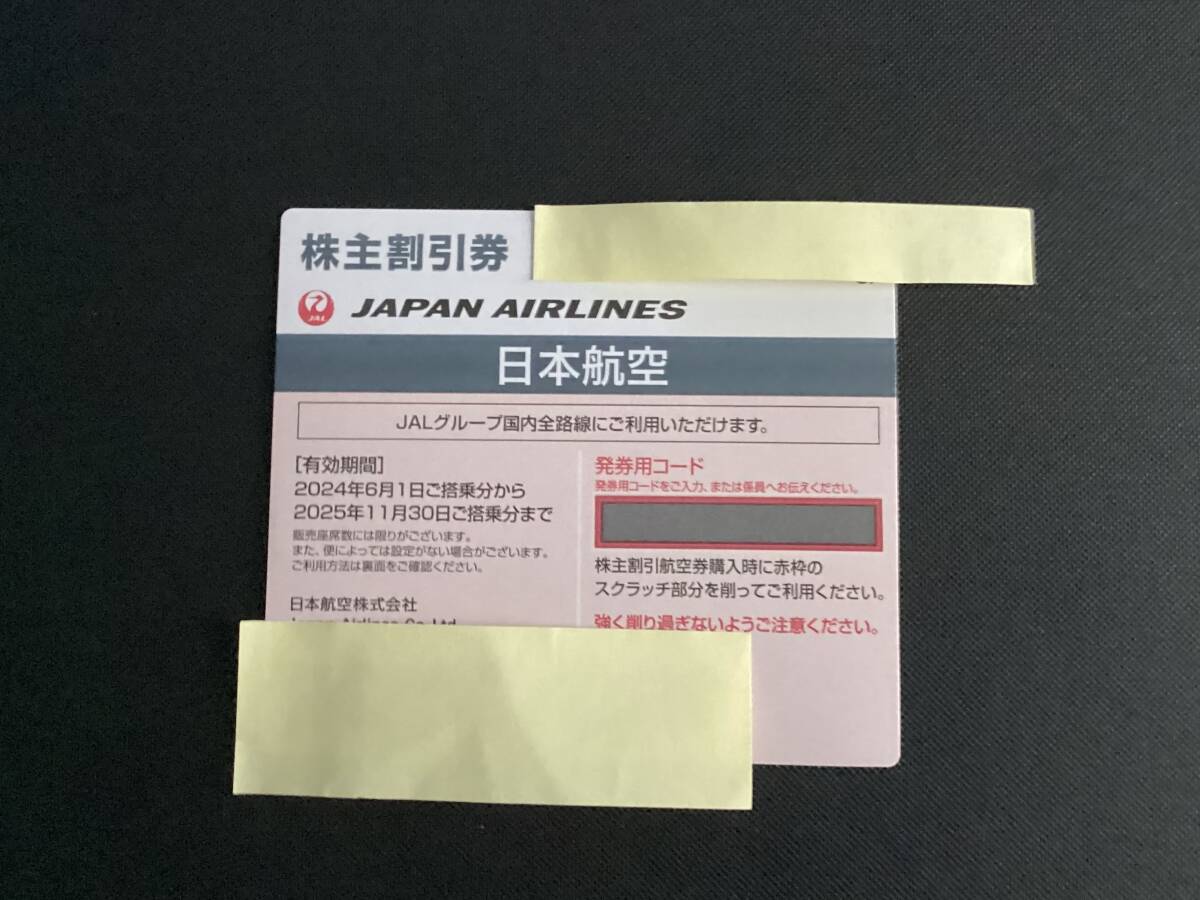 株主割引券
JAL
JAPAN AIRLINES
日本航空
JALグループ国内全路線にご利用いただけます。
[有効期間]
2024年6月1日ご搭乗分から
2025年11月30日ご搭乗分まで
販売座席数には限りがございます。
また、便によっては設定がない場合がございます。
ご利用方法は裏面をご確認ください。
日本航空株式会社
Japan Airlines Co., Ltd.
発券用コード
発券用コードをご入力、または係員へお伝えください。
株主割引航空券購入時に赤枠の
スクラッチ部分を削ってご利用ください。
強く削り過ぎないようご注意ください。